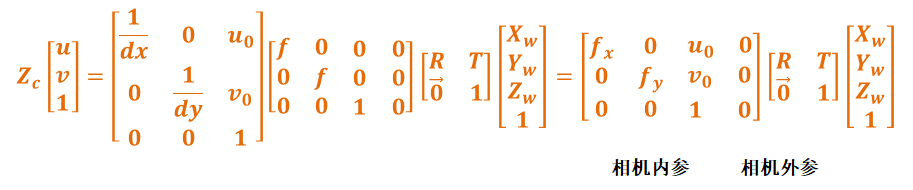 Z_c [u; v; 1] = [1/dx 0 u_0; 0 1/dy v_0; 0 0 1] [f 0 0 0; 0 f 0 0; 0 0 1 0] [R T; \vec{0} 1] [X_w; Y_w; Z_w; 1] = [f_x 0 u_0 0; 0 f_y v_0 0; 0 0 1 0] [R T; \vec{0} 1] [X_w; Y_w; Z_w; 1]
相机内参 相机外参